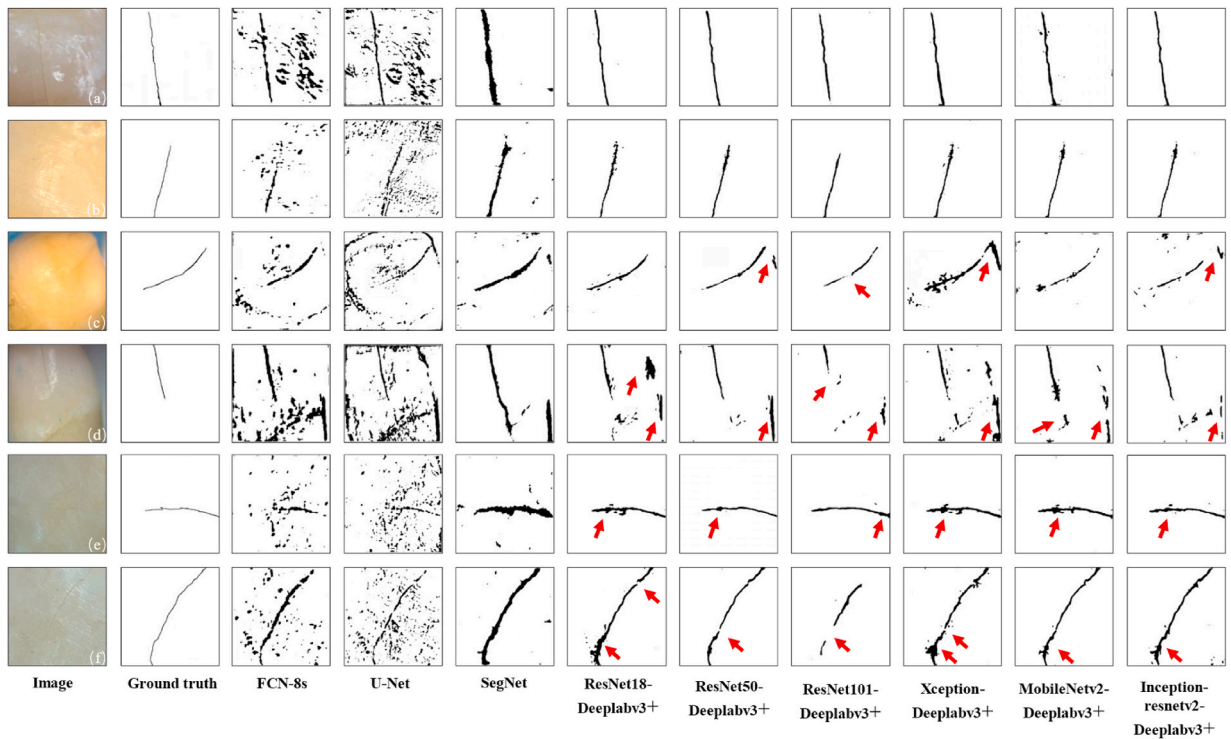 (a)
(b)
(c)
(d)
(e)
(f)
Image
Ground truth
FCN-8s
U-Net
SegNet
ResNet18-
Deeplabv3+
ResNet50-
Deeplabv3+
ResNet101-
Deeplabv3+
Xception-
Deeplabv3+
MobileNetv2-
Deeplabv3+
Inception-
resnetv2-
Deeplabv3+